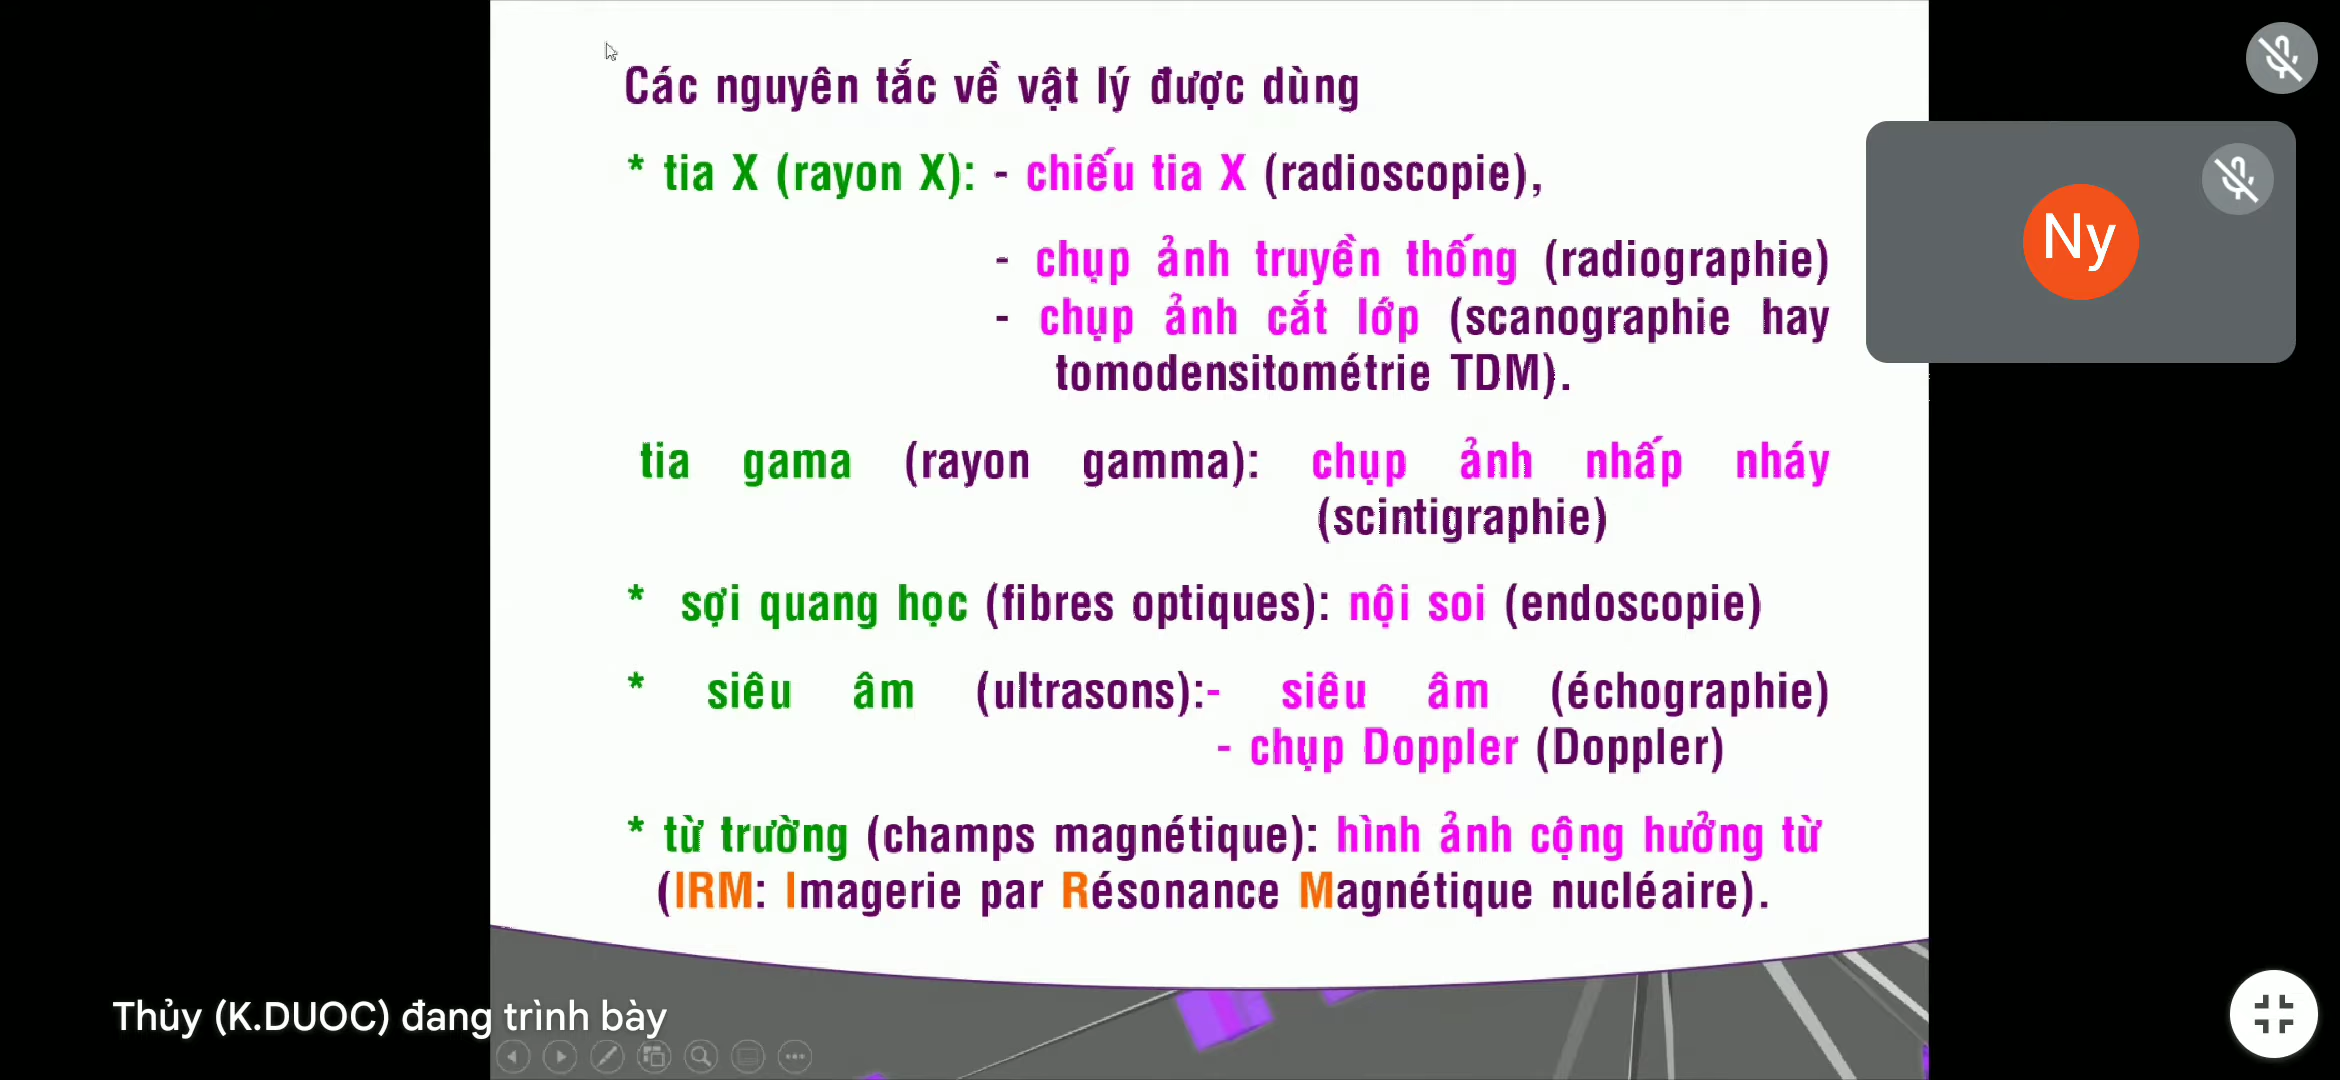 Các nguyên tắc về vật lý được dùng
* tia X (rayon X): - chiếu tia X (radioscopie),
- chụp ảnh truyền thống (radiographie)
- chụp ảnh cắt lớp (scanographie hay
tomodensitométrie TDM).
tia gama (rayon gamma): chụp ảnh nhấp nháy
(scintigraphie)
* sợi quang học (fibres optiques): nội soi (endoscopie)
* siêu âm (ultrasons):- siêu âm (échographie)
- chụp Doppler (Doppler)
* từ trường (champs magnétique): hình ảnh cộng hưởng từ
(IRM: Imagerie par Résonance Magnétique nucléaire).
Ny
Thủy (K.DUOC) đang trình bày